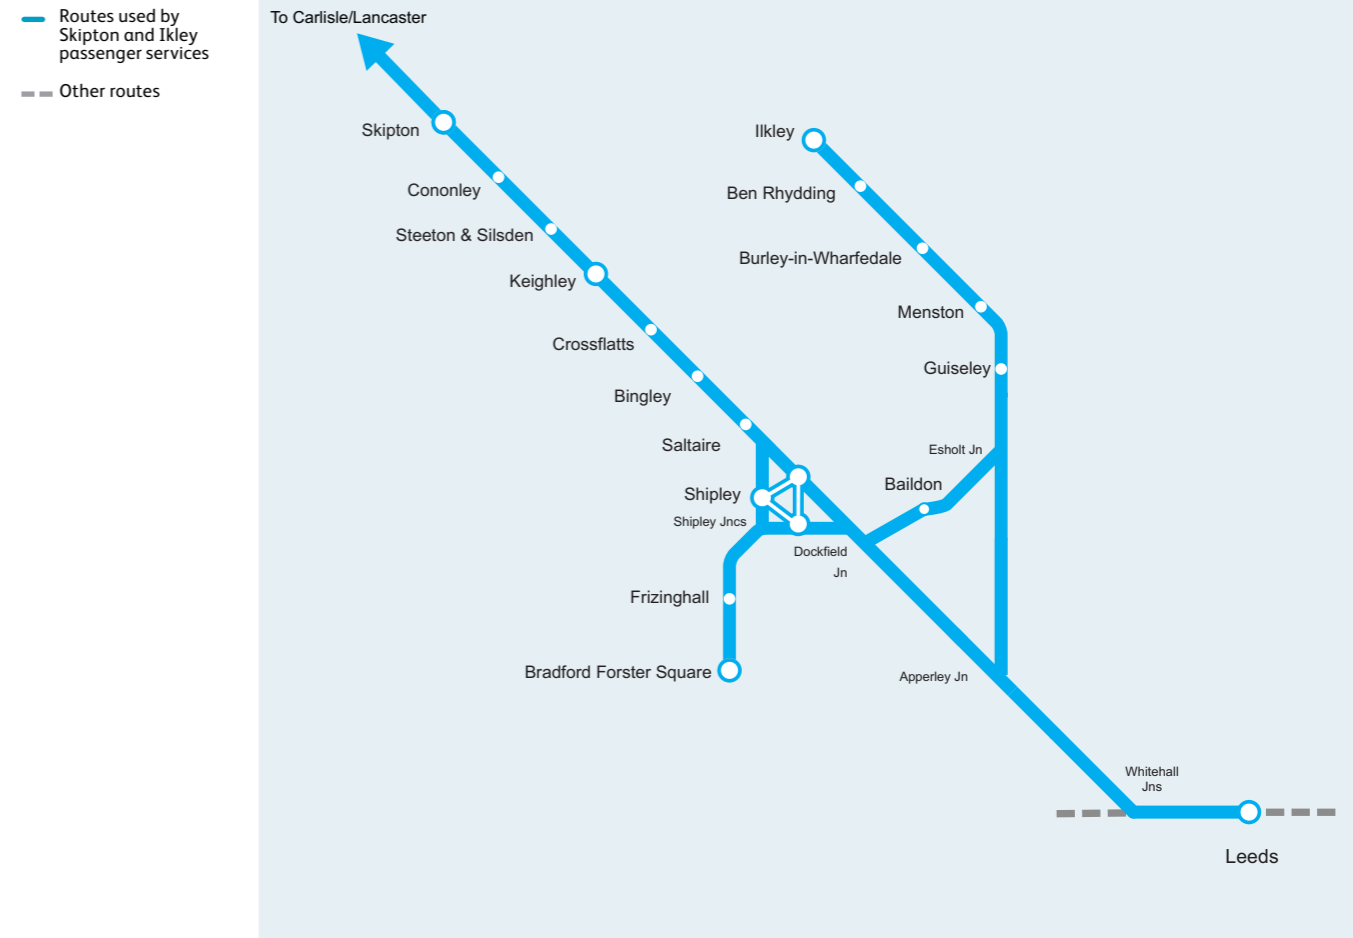 Routes used by
Skipton and Ikley
passenger services
Other routes
To Carlisle/Lancaster
Skipton
Ilkley
Cononley
Ben Rhydding
Steeton & Silsden
Burley-in-Wharfedale
Keighley
Menston
Crossflatts
Guiseley
Bingley
Saltaire
Esholt Jn
Baildon
Shipley
Shipley Jncs
Dockfield
Jn
Frizinghall
Bradford Forster Square
Apperley Jn
Whitehall
Jns
Leeds